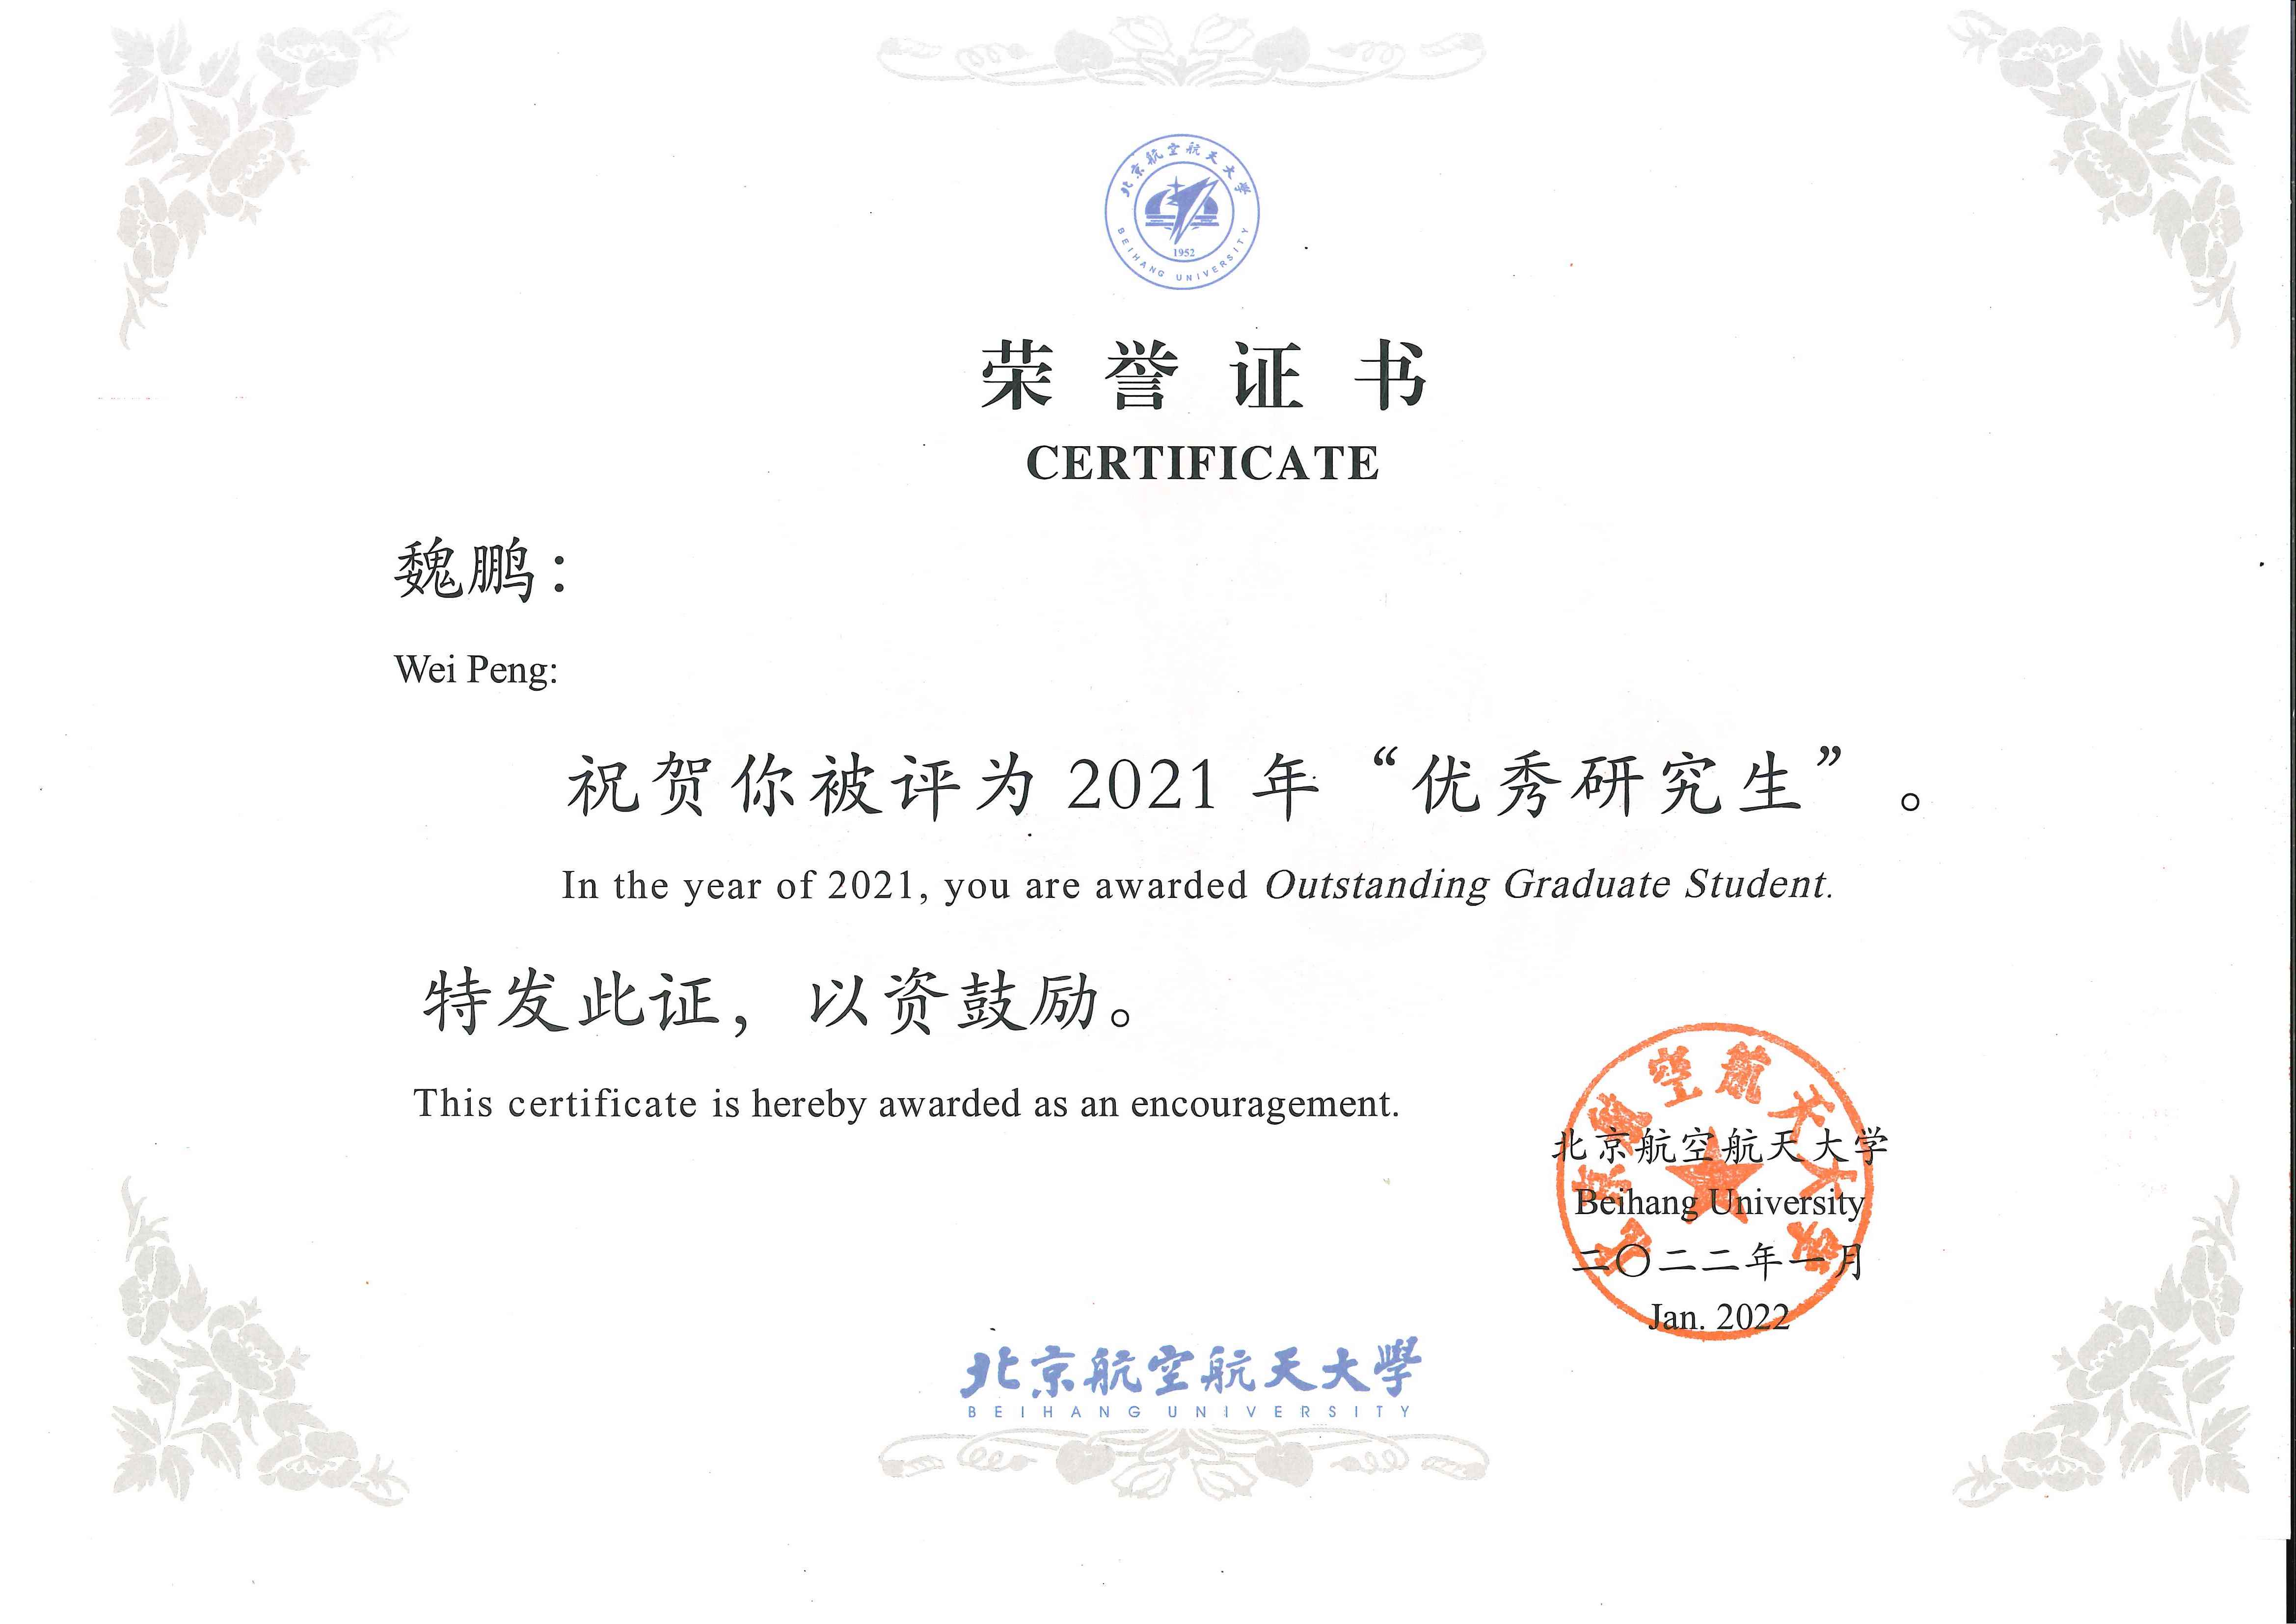 北京航空航天大学
1952
BEIHANG UNIVERSITY
荣誉证书
CERTIFICATE
魏鹏：
Wei Peng:
祝贺你被评为 2021 年“优秀研究生”。
In the year of 2021, you are awarded Outstanding Graduate Student.
特发此证，以资鼓励。
This certificate is hereby awarded as an encouragement.
北京航空航天大学
北京航空航天大学
Beihang University
二〇二二年一月
Jan. 2022
北京航空航天大學
BEIHANG UNIVERSITY